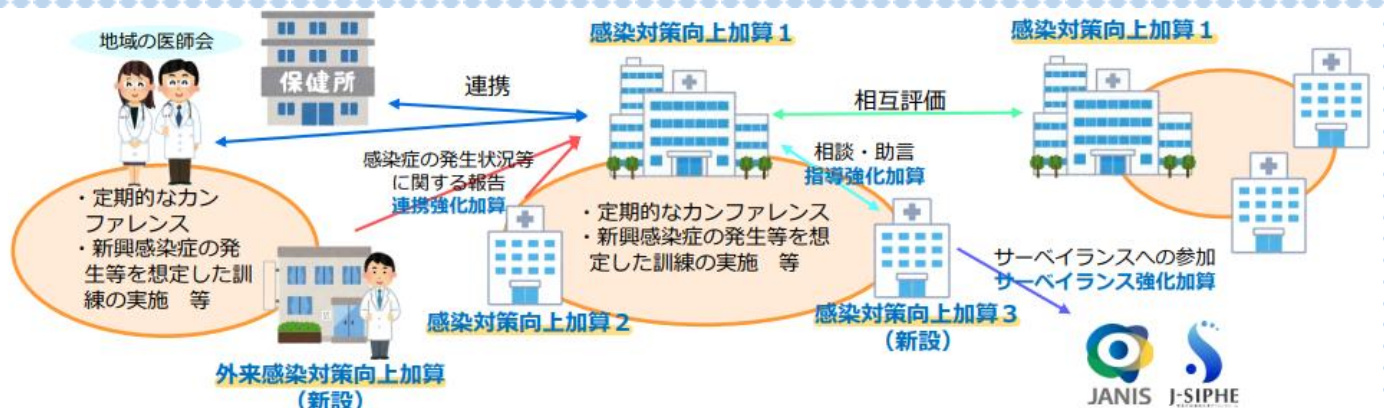 地域の医師会
保健所
感染対策向上加算１
感染対策向上加算１
連携
相互評価
感染症の発生状況等
に関する報告
連携強化加算
相談・助言
指導強化加算
・定期的なカン
ファレンス
・新興感染症の発
生等を想定した訓
練の実施　等
・定期的なカンファレンス
・新興感染症の発生等を想
定した訓練の実施　等
サーベイランスへの参加
サーベイランス強化加算
感染対策向上加算２
感染対策向上加算３
（新設）
外来感染対策向上加算
（新設）
JANIS
J-SIPHE